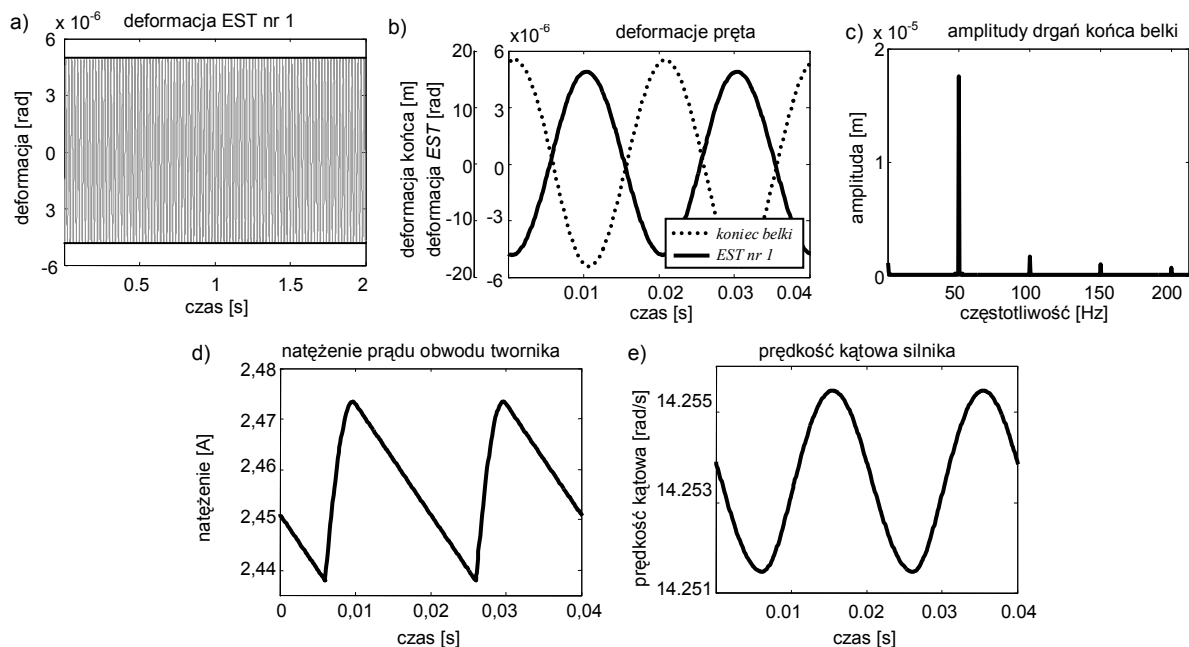 a)
deformacja EST nr 1
x 10⁻⁶
6
3
0
3
-6
0.5
1
1.5
2
deformacja [rad]
czas [s]
b)
deformacje pręta
x 10⁻⁶
20
10
0
-10
-20
6
3
0
-3
-6
0.01
0.02
0.03
0.04
deformacja końca [m]
deformacja EST [rad]
koniec belki
EST nr 1
czas [s]
c)
amplitudy drgań końca belki
x 10⁻⁵
2
1
0
50
100
150
200
amplituda [m]
częstotliwość [Hz]
d)
natężenie prądu obwodu twornika
2,48
2,47
2,46
2,45
2,44
0
0,01
0,02
0,03
0,04
natężenie [A]
czas [s]
e)
prędkość kątowa silnika
14.255
14.253
14.251
0.01
0.02
0.03
0.04
prędkość kątowa [rad/s]
czas [s]